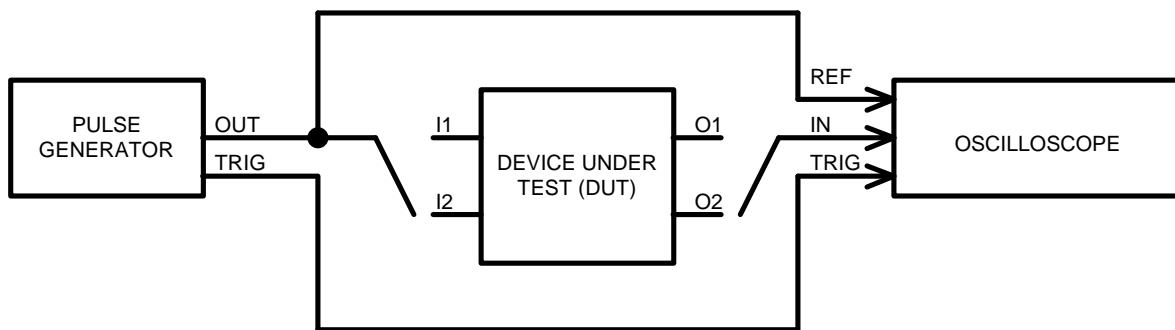 PULSE
GENERATOR
OUT
TRIG
I1
I2
DEVICE UNDER
TEST (DUT)
O1
O2
REF
IN
TRIG
OSCILLOSCOPE